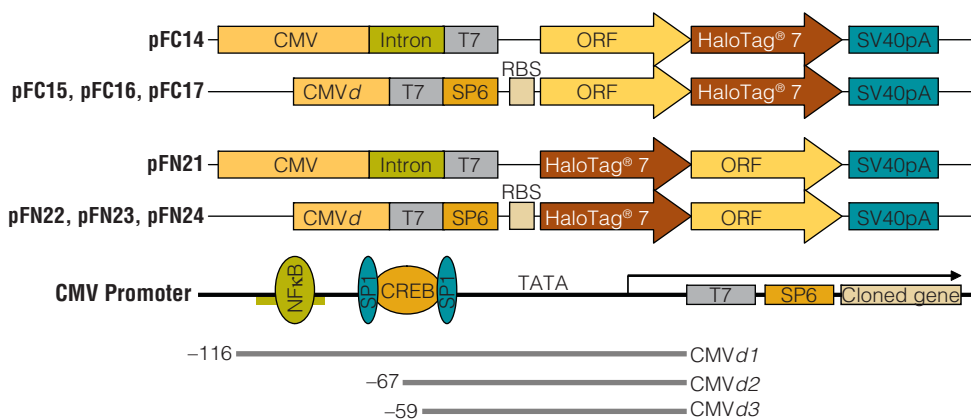 pFC14 CMV Intron T7 ORF HaloTag® 7 SV40pA
RBS
pFC15, pFC16, pFC17 CMVd T7 SP6 ORF HaloTag® 7 SV40pA
pFN21 CMV Intron T7 HaloTag® 7 ORF SV40pA
RBS
pFN22, pFN23, pFN24 CMVd T7 SP6 HaloTag® 7 ORF SV40pA
CMV Promoter NFκB SP1 CREB SP1 TATA T7 SP6 Cloned gene
–116 CMVd1
–67 CMVd2
–59 CMVd3